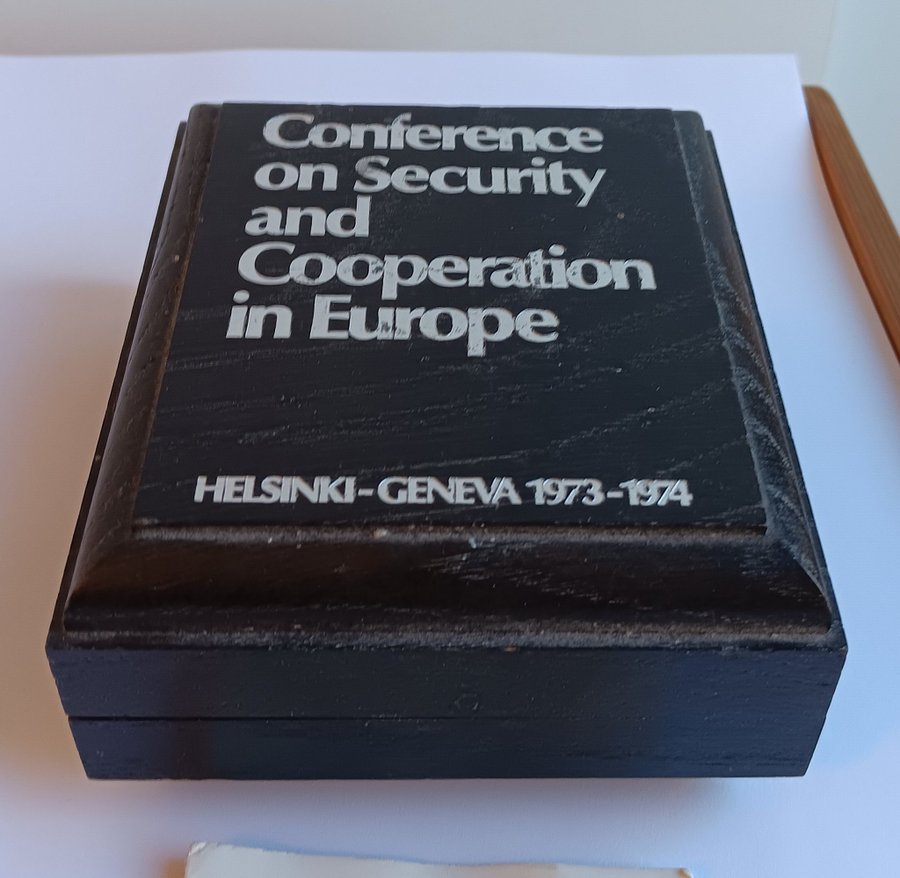 Conference
on Security
and
Cooperation
in Europe
HELSINKI-GENEVA 1973-1974